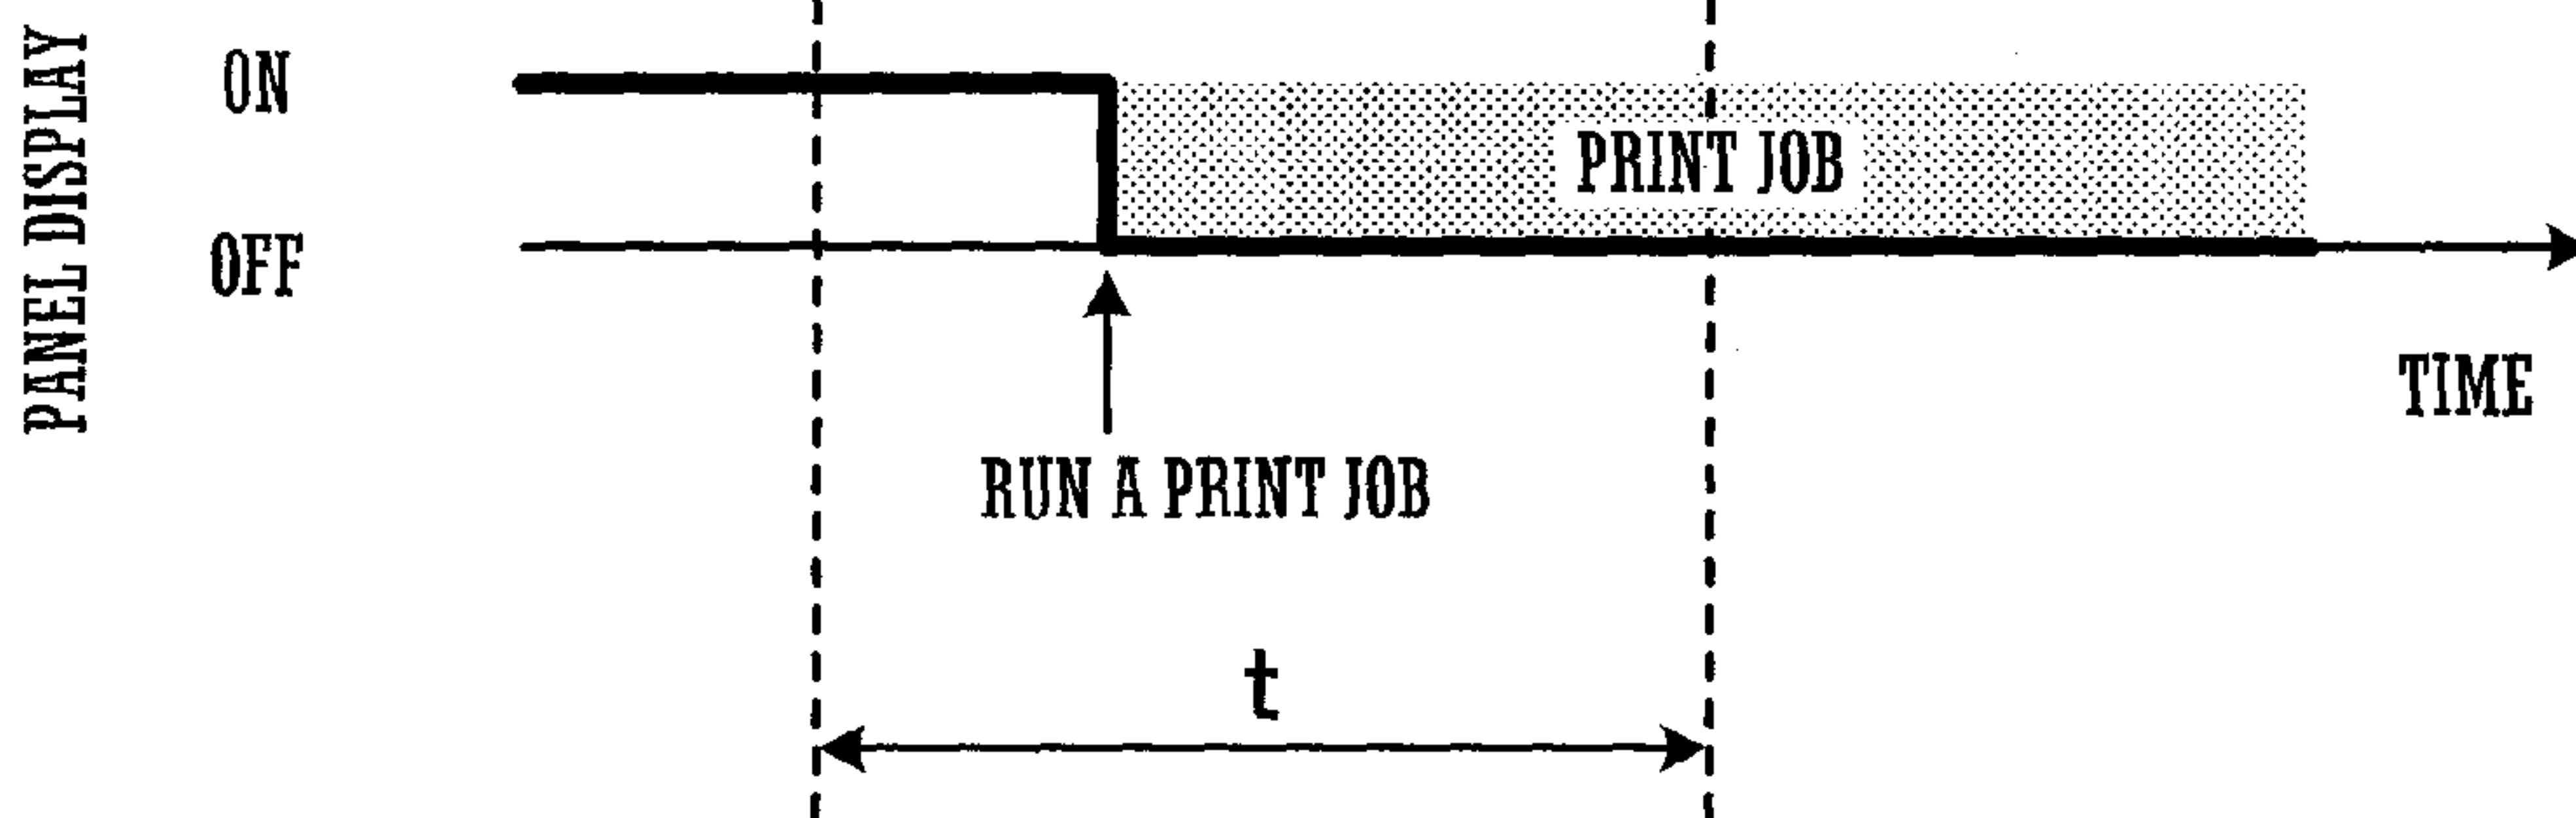 PANEL DISPLAY
ON
OFF
PRINT JOB
TIME
RUN A PRINT JOB
t